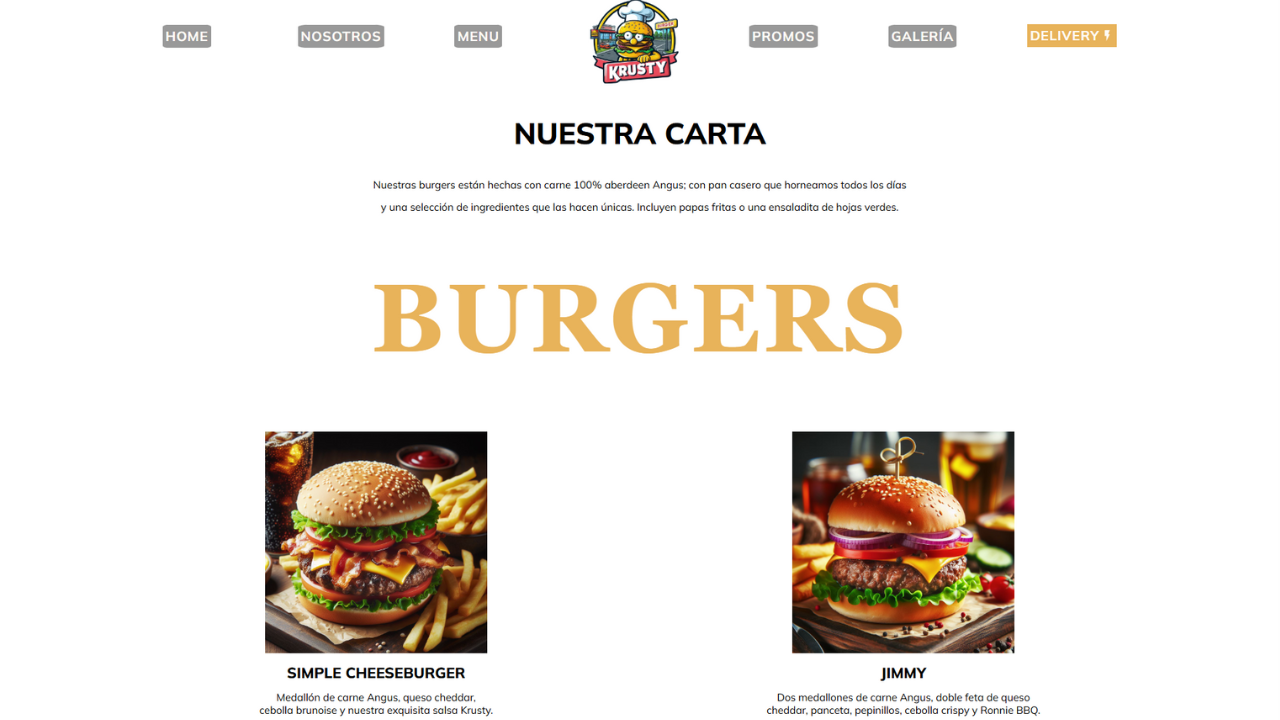 HOME
NOSOTROS
MENU
KRUSTY
PROMOS
GALERÍA
DELIVERY
NUESTRA CARTA
Nuestras burgers están hechas con carne 100% aberdeen Angus; con pan casero que horneamos todos los días
y una selección de ingredientes que las hacen únicas. Incluyen papas fritas o una ensaladita de hojas verdes.
BURGERS
SIMPLE CHEESEBURGER
Medallón de carne Angus, queso cheddar,
cebolla brunoise y nuestra exquisita salsa Krusty.
JIMMY
Dos medallones de carne Angus, doble feta de queso
cheddar, panceta, pepinillos, cebolla crispy y Ronnie BBQ.